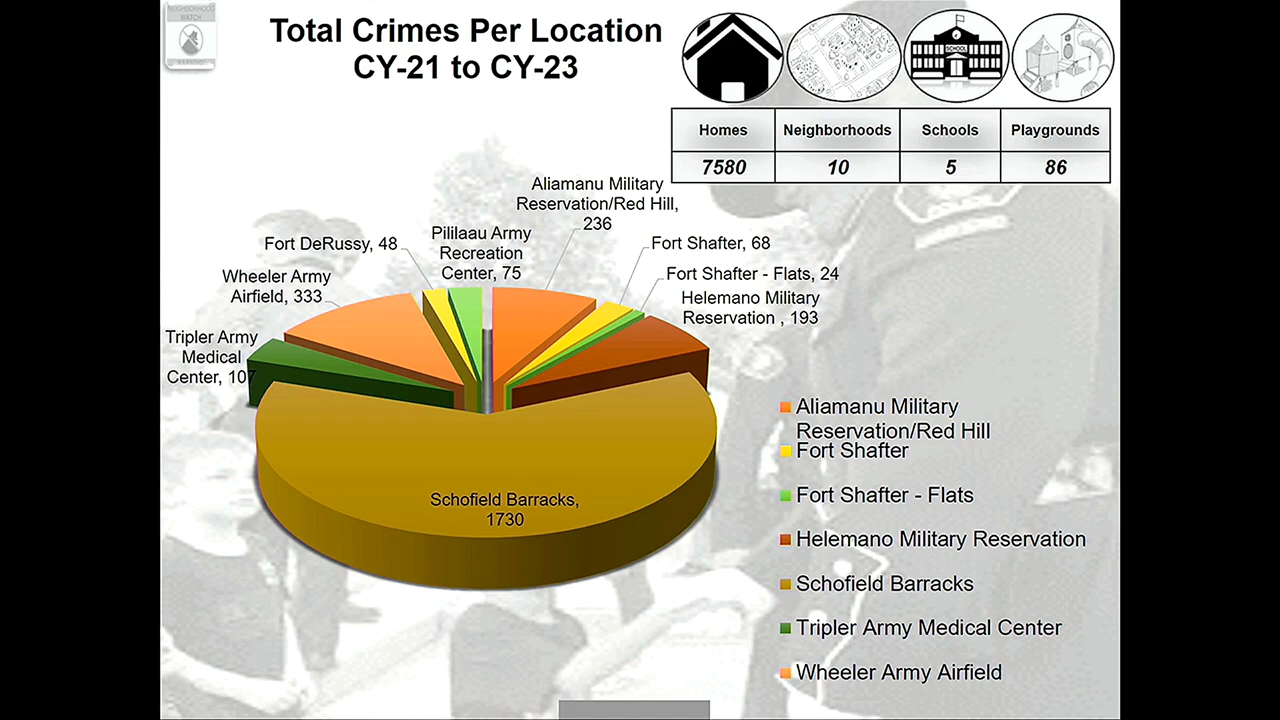 NEIGHBORHOOD
WATCH
WARNING
Total Crimes Per Location
CY-21 to CY-23
SCHOOL
Homes
Neighborhoods
Schools
Playgrounds
7580
10
5
86
Aliamanu Military
Reservation/Red Hill,
236
Pililaau Army
Recreation
Center, 75
Fort DeRussy, 48
Fort Shafter, 68
Wheeler Army
Airfield, 333
Fort Shafter - Flats, 24
Helemano Military
Reservation , 193
Tripler Army
Medical
Center, 107
Schofield Barracks,
1730
Aliamanu Military
Reservation/Red Hill
Fort Shafter
Fort Shafter - Flats
Helemano Military Reservation
Schofield Barracks
Tripler Army Medical Center
Wheeler Army Airfield